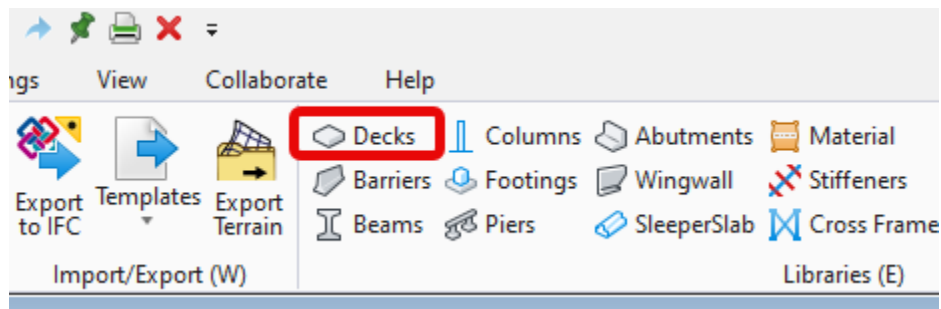 ngs View Collaborate Help
Decks Columns Abutments Material
Barriers Footings Wingwall Stiffeners
Export to IFC Templates Export Terrain
Beams Piers SleeperSlab Cross Frame
Import/Export (W) Libraries (E)